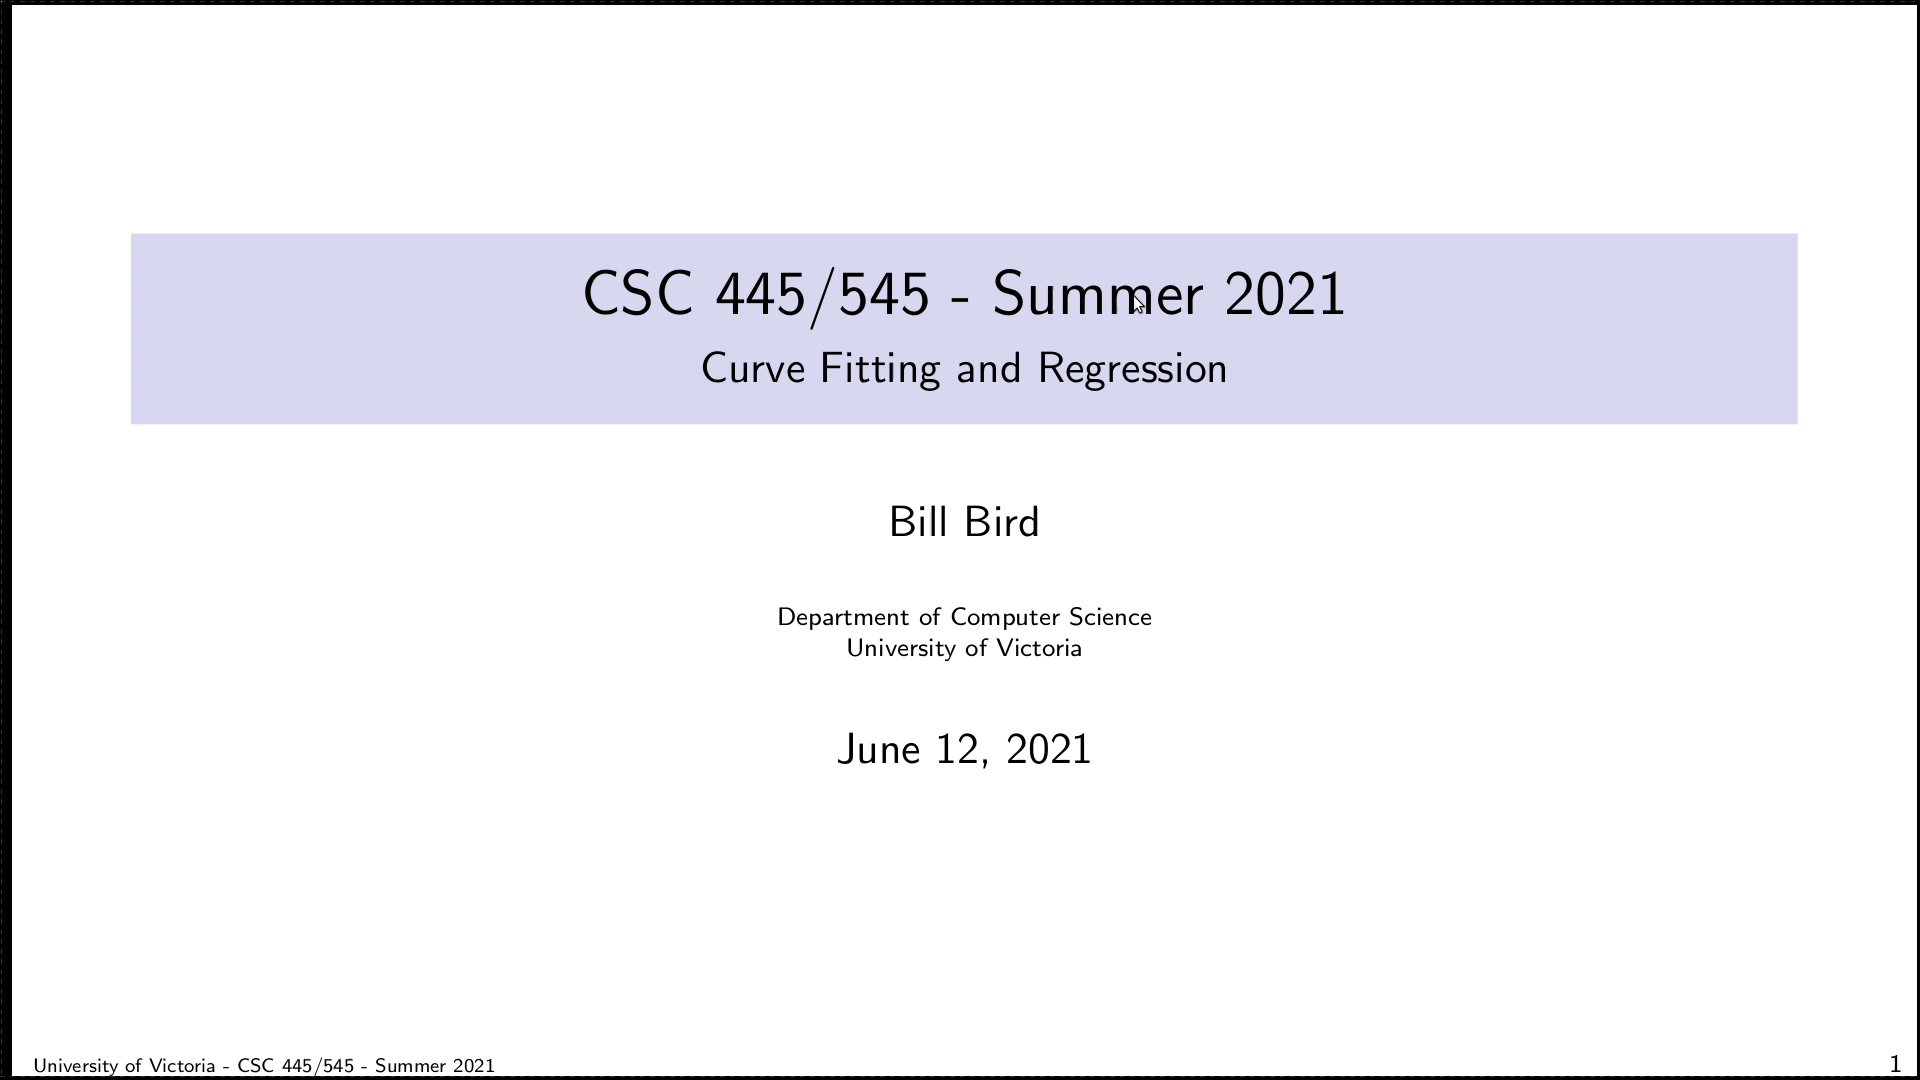 CSC 445/545 - Summer 2021
Curve Fitting and Regression
Bill Bird
Department of Computer Science
University of Victoria
June 12, 2021
University of Victoria - CSC 445/545 - Summer 2021
1